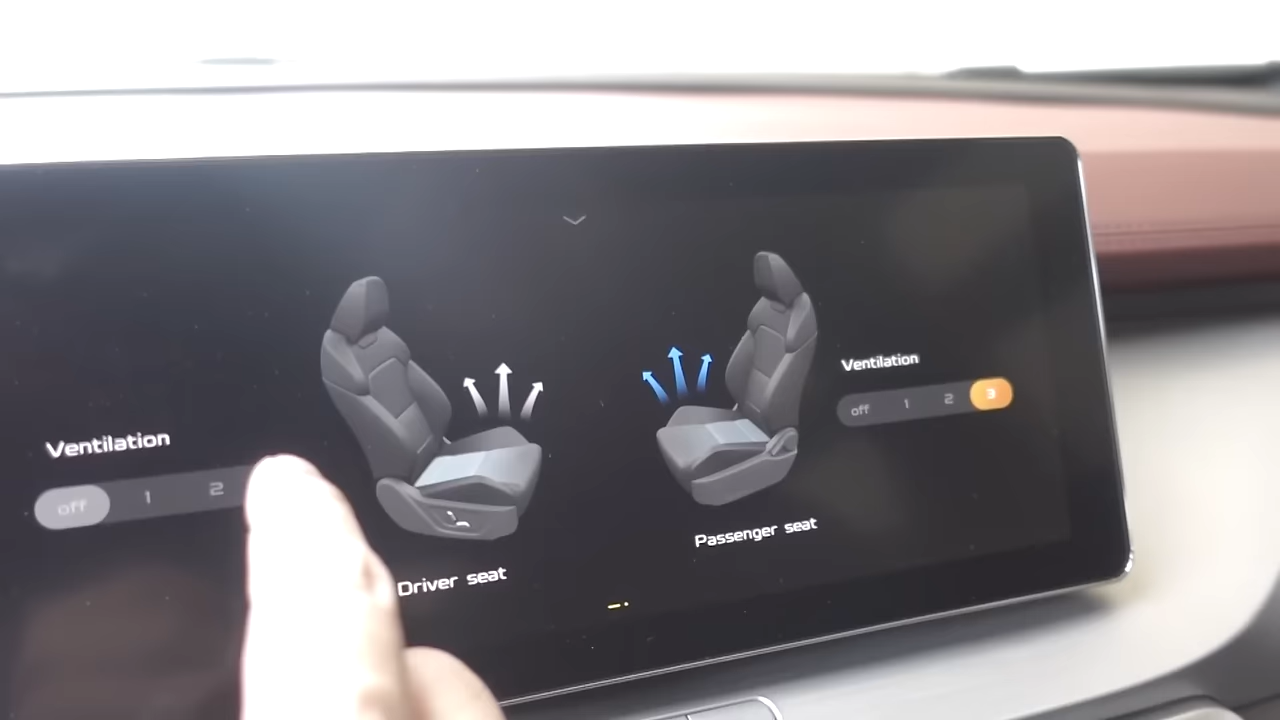 Ventilation
off 1 2
Driver seat
Ventilation
off 1 2 3
Passenger seat